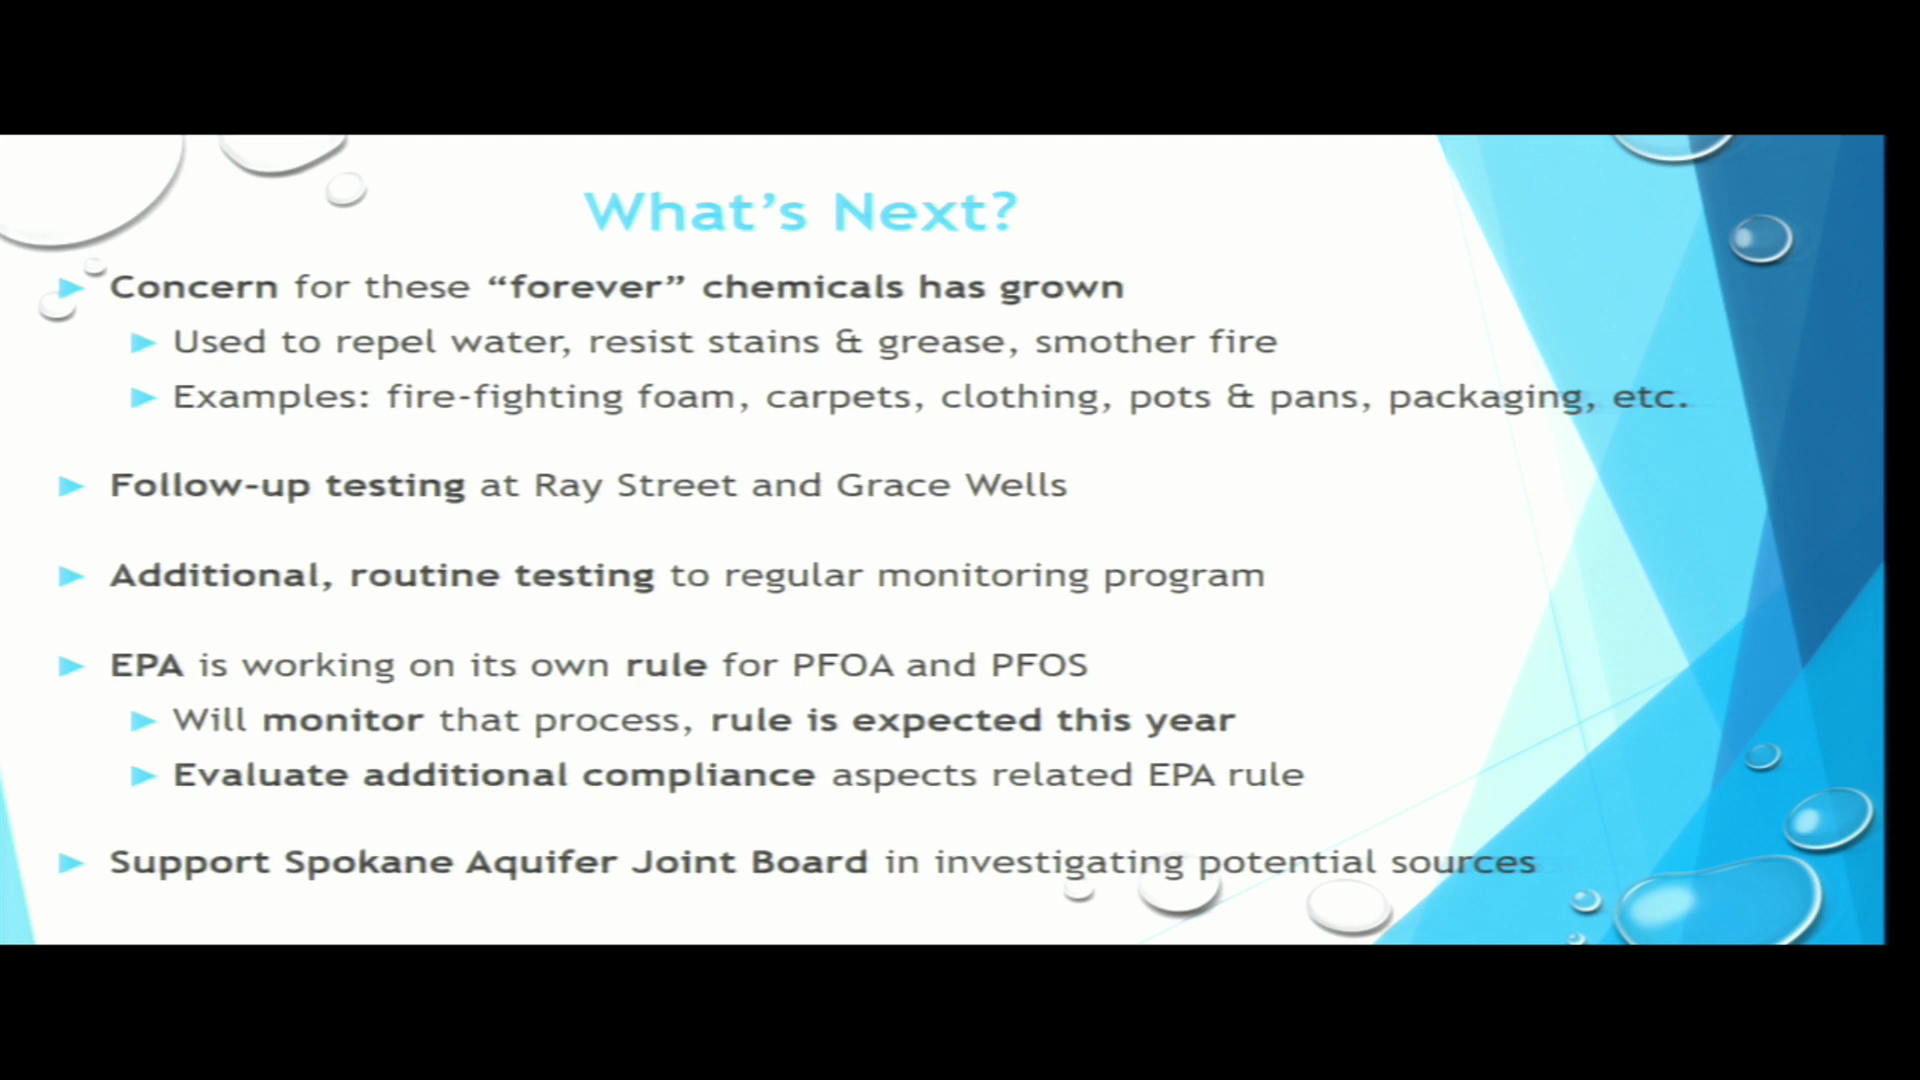 What's Next?
Concern for these “forever” chemicals has grown
Used to repel water, resist stains & grease, smother fire
Examples: fire-fighting foam, carpets, clothing, pots & pans, packaging, etc.
Follow-up testing at Ray Street and Grace Wells
Additional, routine testing to regular monitoring program
EPA is working on its own rule for PFOA and PFOS
Will monitor that process, rule is expected this year
Evaluate additional compliance aspects related EPA rule
Support Spokane Aquifer Joint Board in investigating potential sources